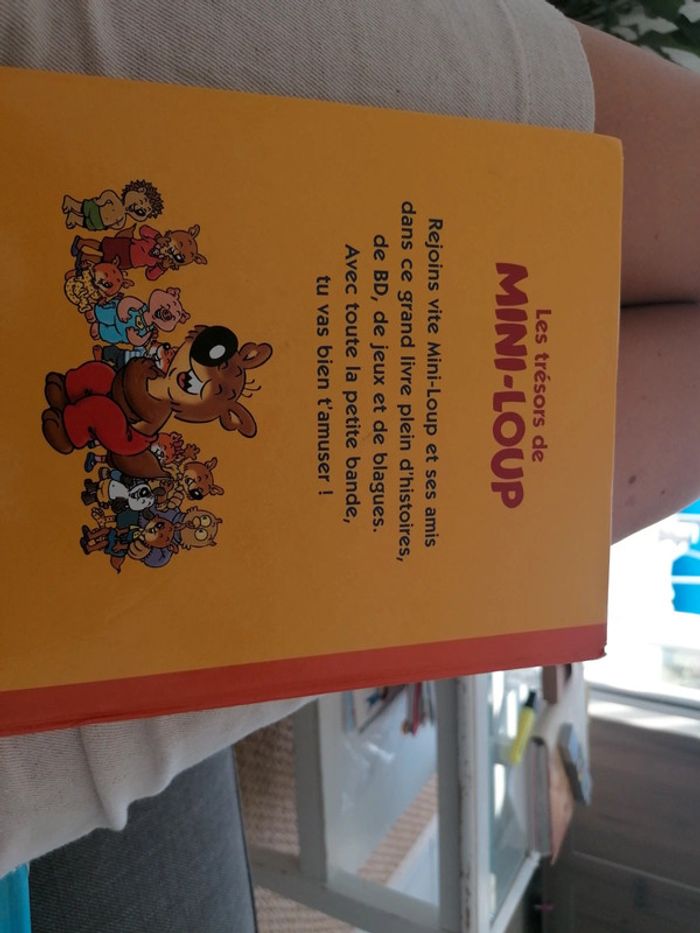 Les trésors de
MINI-LOUP
Rejoins vite Mini-Loup et ses amis
dans ce grand livre plein d'histoires,
de BD, de jeux et de blagues.
Avec toute la petite bande,
tu vas bien t'amuser !